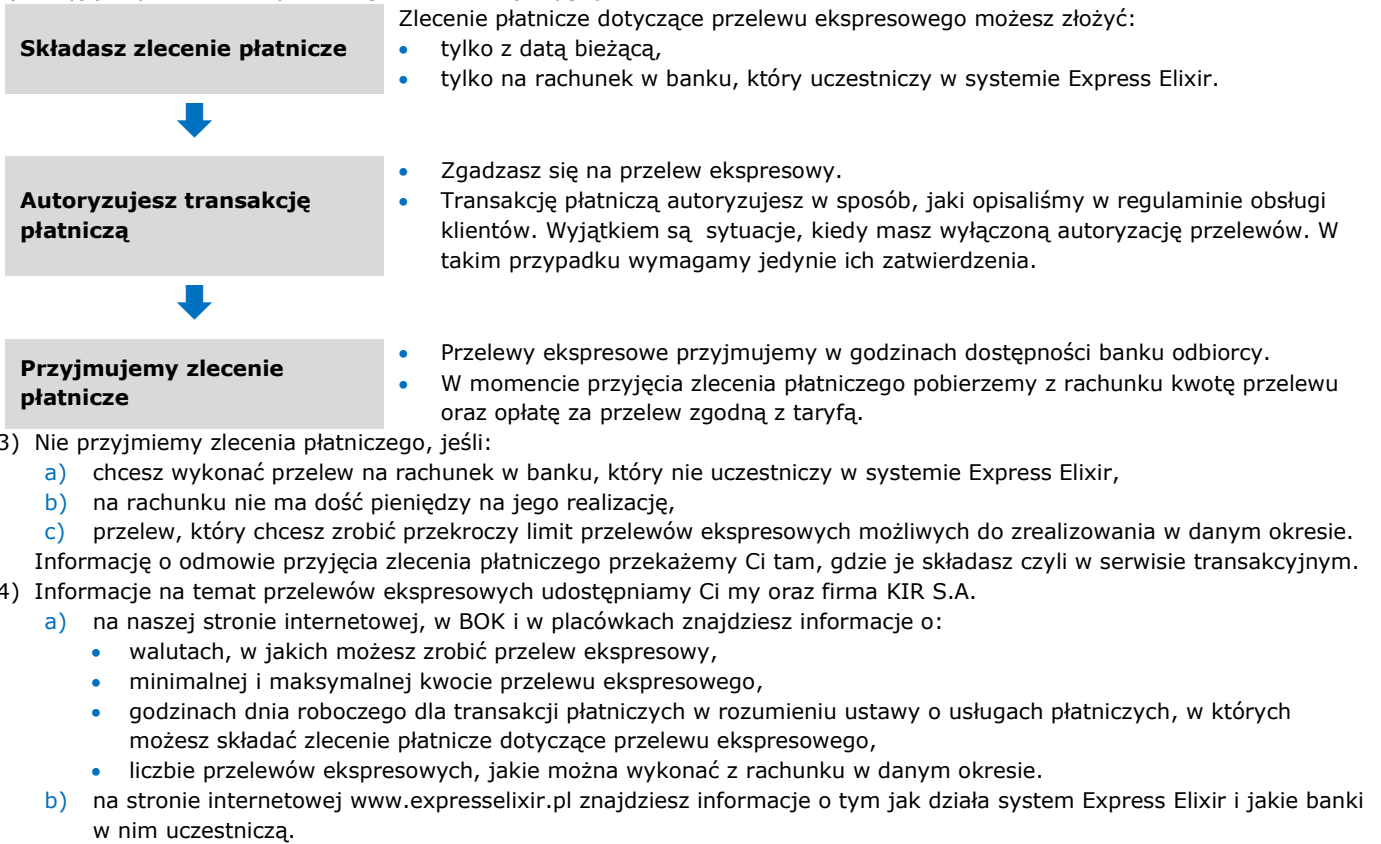 Składasz zlecenie płatnicze
Zlecenie płatnicze dotyczące przelewu ekspresowego możesz złożyć:
• tylko z datą bieżącą,
• tylko na rachunek w banku, który uczestniczy w systemie Express Elixir.
Autoryzujesz transakcję
płatniczą
• Zgadzasz się na przelew ekspresowy.
• Transakcję płatniczą autoryzujesz w sposób, jaki opisaliśmy w regulaminie obsługi
klientów. Wyjątkiem są sytuacje, kiedy masz wyłączoną autoryzację przelewów. W
takim przypadku wymagamy jedynie ich zatwierdzenia.
Przyjmujemy zlecenie
płatnicze
• Przelewy ekspresowe przyjmujemy w godzinach dostępności banku odbiorcy.
• W momencie przyjęcia zlecenia płatniczego pobierzemy z rachunku kwotę przelewu
oraz opłatę za przelew zgodną z taryfą.
3) Nie przyjmiemy zlecenia płatniczego, jeśli:
a) chcesz wykonać przelew na rachunek w banku, który nie uczestniczy w systemie Express Elixir,
b) na rachunku nie ma dość pieniędzy na jego realizację,
c) przelew, który chcesz zrobić przekroczy limit przelewów ekspresowych możliwych do zrealizowania w danym okresie.
Informację o odmowie przyjęcia zlecenia płatniczego przekażemy Ci tam, gdzie je składasz czyli w serwisie transakcyjnym.
4) Informacje na temat przelewów ekspresowych udostępniamy Ci my oraz firma KIR S.A.
a) na naszej stronie internetowej, w BOK i w placówkach znajdziesz informacje o:
• walutach, w jakich możesz zrobić przelew ekspresowy,
• minimalnej i maksymalnej kwocie przelewu ekspresowego,
• godzinach dnia roboczego dla transakcji płatniczych w rozumieniu ustawy o usługach płatniczych, w których
możesz składać zlecenie płatnicze dotyczące przelewu ekspresowego,
• liczbie przelewów ekspresowych, jakie można wykonać z rachunku w danym okresie.
b) na stronie internetowej www.expresselixir.pl znajdziesz informacje o tym jak działa system Express Elixir i jakie banki
w nim uczestniczą.